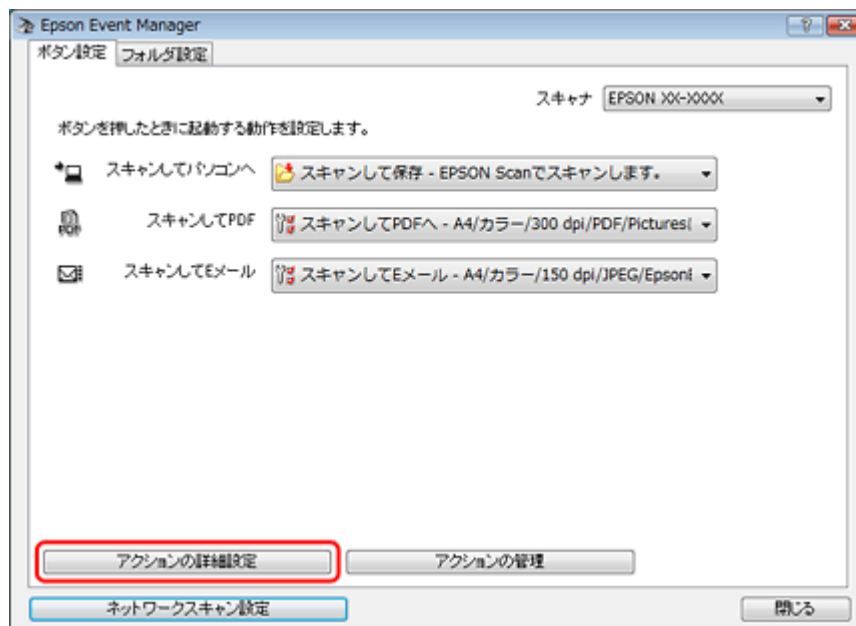 Epson Event Manager
ボタン設定 フォルダ設定
スキャナ EPSON XX-XXXX
ボタンを押したときに起動する動作を設定します。
スキャンしてパソコンへ スキャンして保存 - EPSON Scanでスキャンします。
スキャンしてPDF スキャンしてPDFへ - A4/カラー/300 dpi/PDF/Pictures
スキャンしてEメール スキャンしてEメール - A4/カラー/150 dpi/JPEG/Epson
アクションの詳細設定 アクションの管理
ネットワークスキャン設定 閉じる